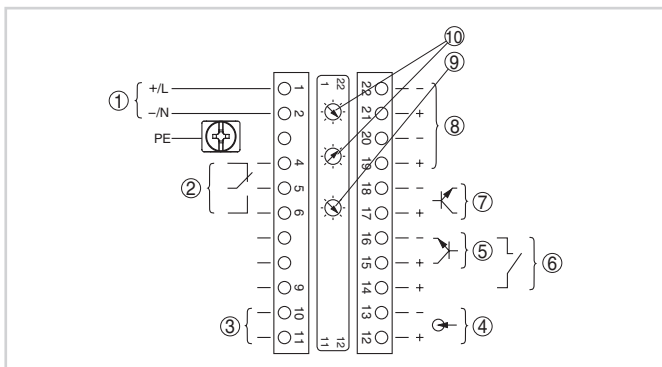 ⑩
⑨
1 22
+/L 1 22 −
① −/N 2 21 +
⑧
PE 20 −
4 19 +
② 5 18 −
⑦
6 17 +
16 −
⑤
15 +
⑥
9 14 +
③ 10 13 −
④
11 12 +
11 12